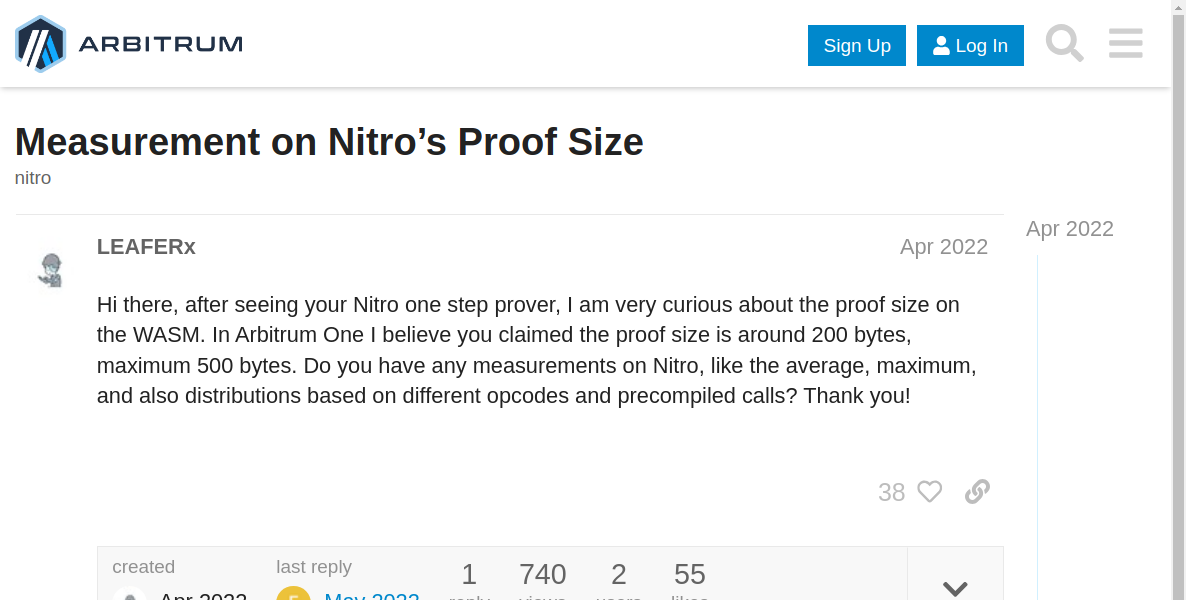 ARBITRUM
Sign Up
Log In
Measurement on Nitro’s Proof Size
nitro
Apr 2022
LEAFERx
Apr 2022
Hi there, after seeing your Nitro one step prover, I am very curious about the proof size on
the WASM. In Arbitrum One I believe you claimed the proof size is around 200 bytes,
maximum 500 bytes. Do you have any measurements on Nitro, like the average, maximum,
and also distributions based on different opcodes and precompiled calls? Thank you!
38
created
last reply
1
740
2
55
Apr 2022
May 2022
reply
views
users
likes